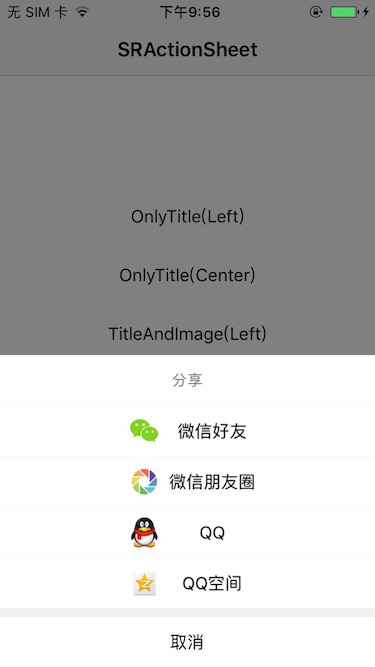 无 SIM 卡 下午9:56
SRActionSheet
OnlyTitle(Left)
OnlyTitle(Center)
TitleAndImage(Left)
分享
微信好友
微信朋友圈
QQ
QQ空间
取消